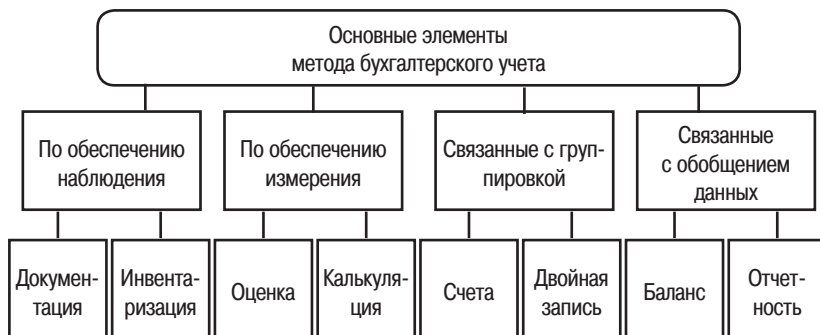 Основные элементы
метода бухгалтерского учета
По обеспечению
наблюдения
По обеспечению
измерения
Связанные с груп-
пировкой
Связанные
с обобщением
данных
Докумен-
тация
Инвента-
ризация
Оценка
Калькуля-
ция
Счета
Двойная
запись
Баланс
Отчет-
ность